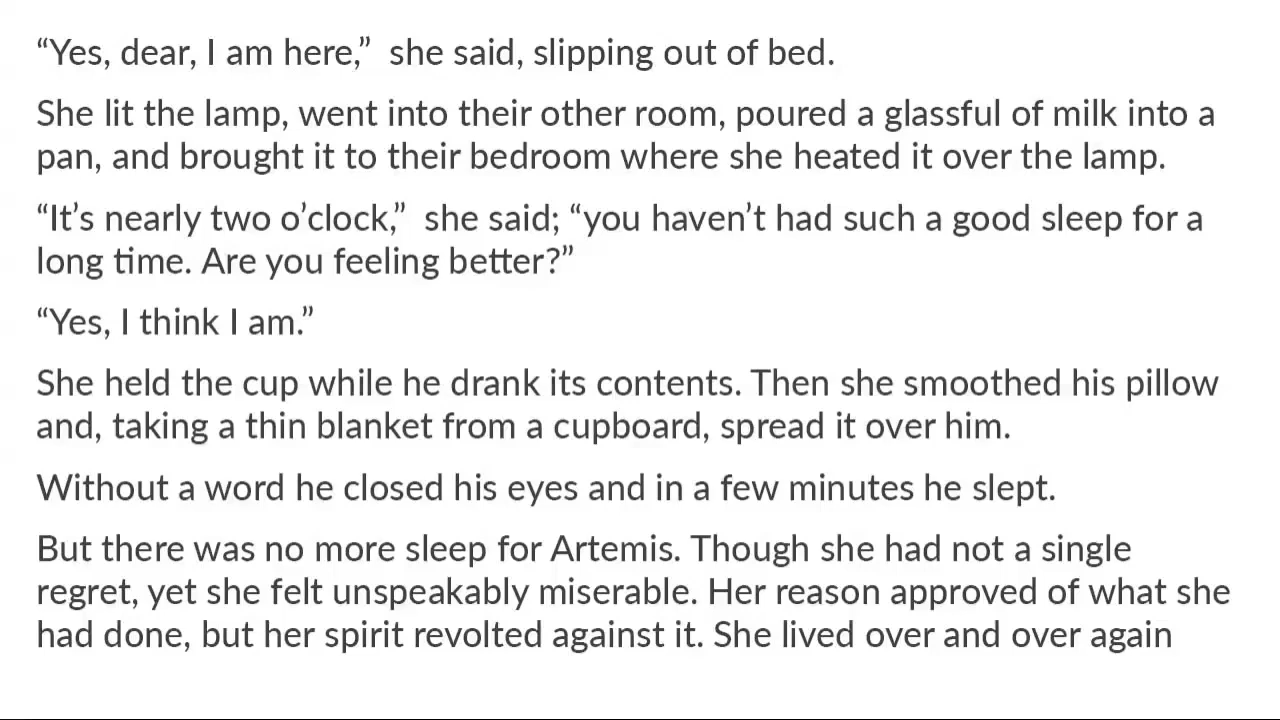 “Yes, dear, I am here,”  she said, slipping out of bed.
She lit the lamp, went into their other room, poured a glassful of milk into a
pan, and brought it to their bedroom where she heated it over the lamp.
“It’s nearly two o’clock,”  she said; “you haven’t had such a good sleep for a
long time. Are you feeling better?”
“Yes, I think I am.”
She held the cup while he drank its contents. Then she smoothed his pillow
and, taking a thin blanket from a cupboard, spread it over him.
Without a word he closed his eyes and in a few minutes he slept.
But there was no more sleep for Artemis. Though she had not a single
regret, yet she felt unspeakably miserable. Her reason approved of what she
had done, but her spirit revolted against it. She lived over and over again